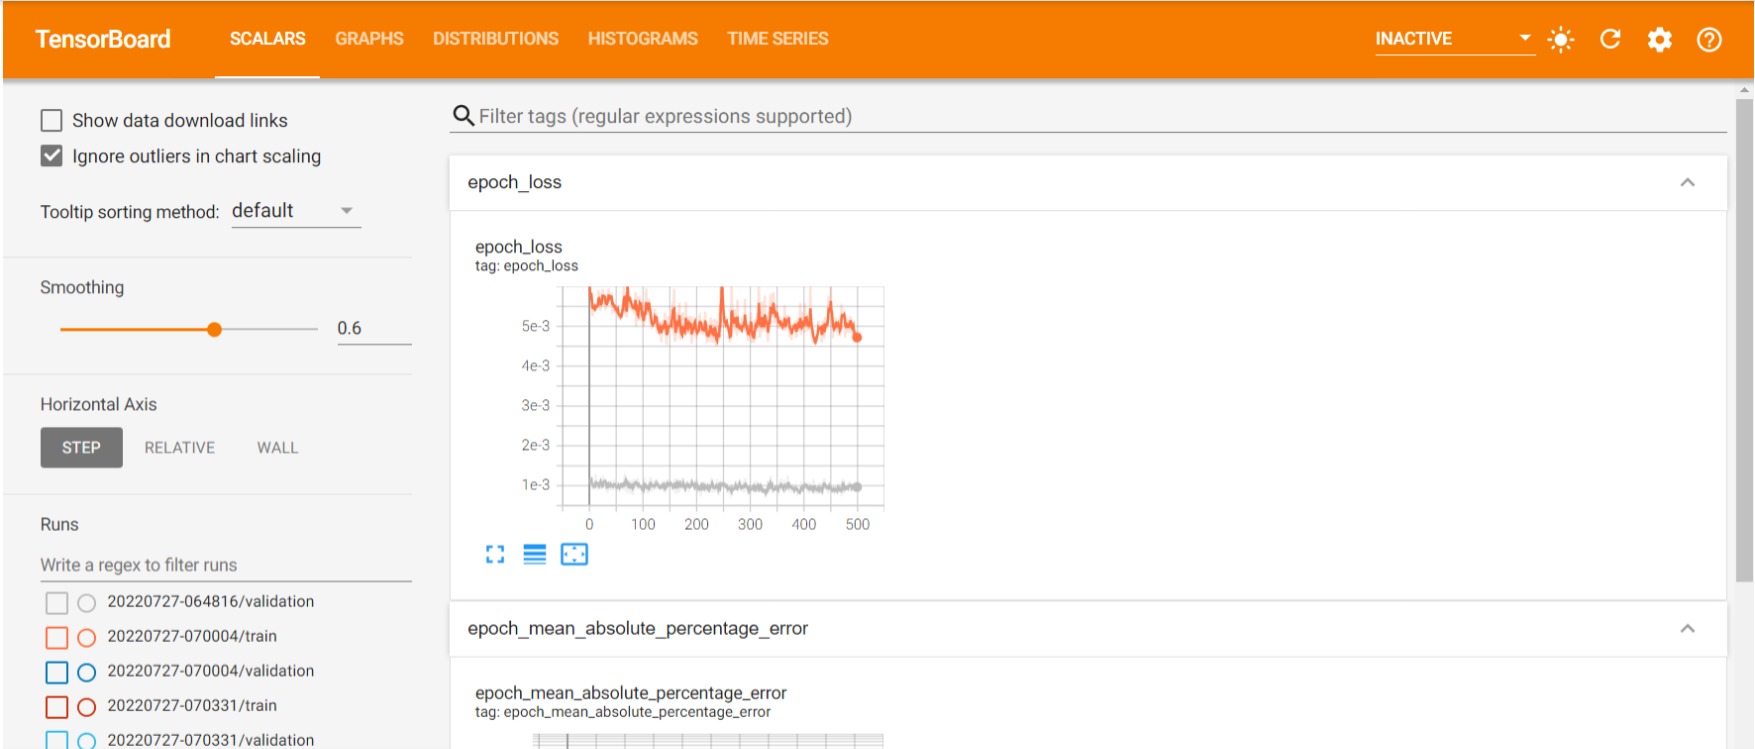 TensorBoard SCALARS GRAPHS DISTRIBUTIONS HISTOGRAMS TIME SERIES INACTIVE
Show data download links
Ignore outliers in chart scaling
Tooltip sorting method: default
Smoothing
0.6
Horizontal Axis
STEP RELATIVE WALL
Runs
Write a regex to filter runs
20220727-064816/validation
20220727-070004/train
20220727-070004/validation
20220727-070331/train
20220727-070331/validation
Filter tags (regular expressions supported)
epoch_loss
epoch_loss
tag: epoch_loss
5e-3
4e-3
3e-3
2e-3
1e-3
0 100 200 300 400 500
epoch_mean_absolute_percentage_error
epoch_mean_absolute_percentage_error
tag: epoch_mean_absolute_percentage_error